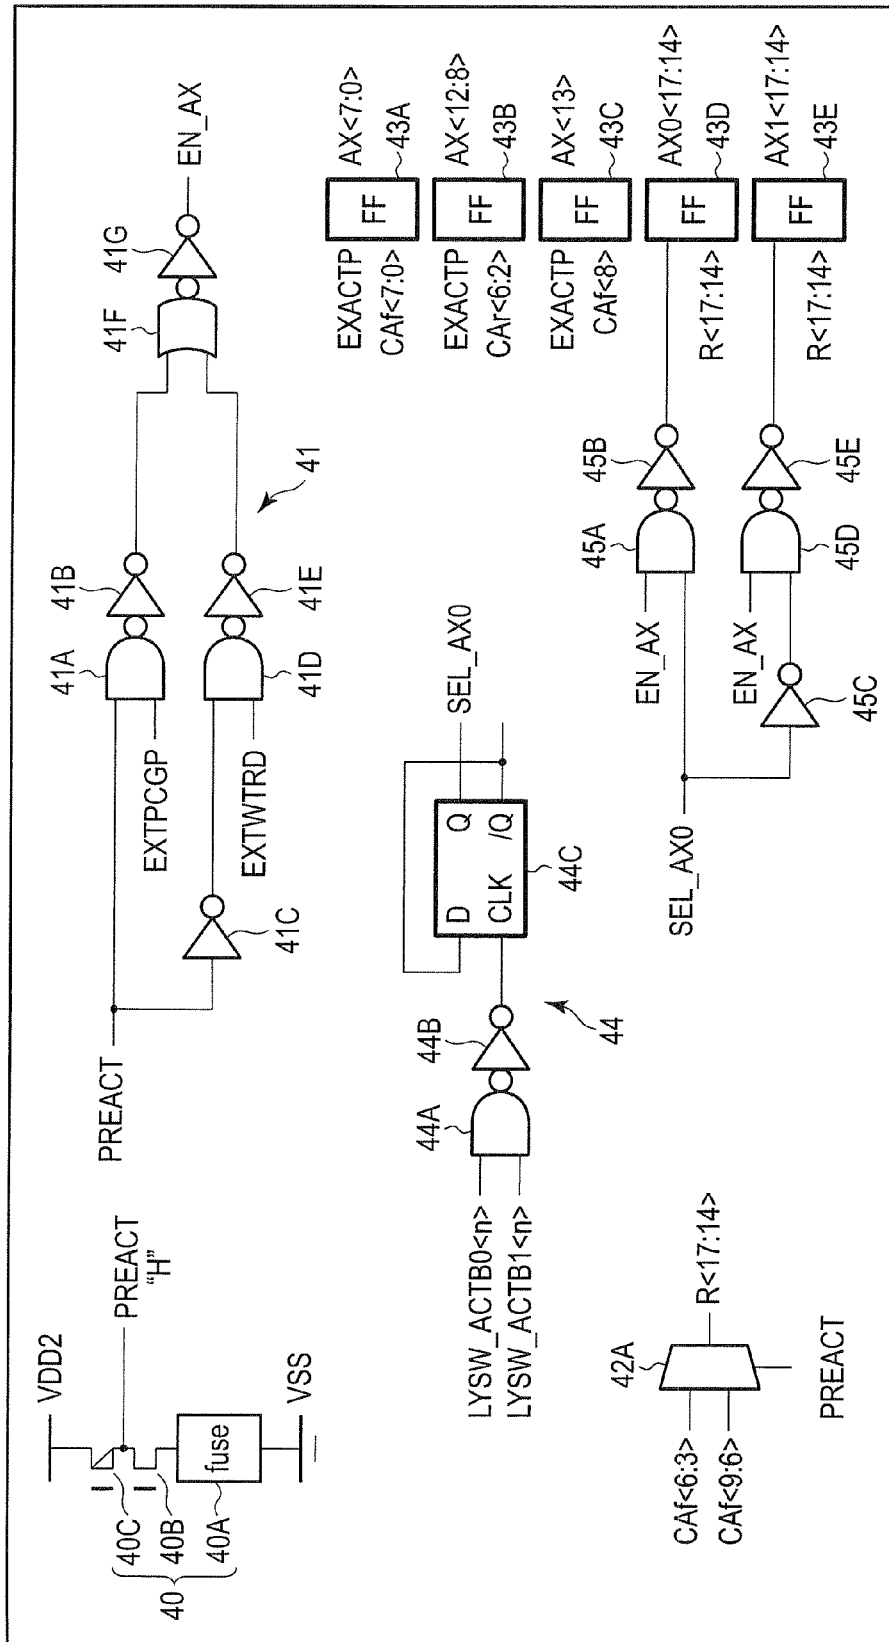 VDD2
PREACT
"H"
40C
40B
40A
40
fuse
VSS
PREACT
41C
EXTPCGP
EXTWTRD
41A
41B
41D
41E
41
41F
41G
EN_AX
LYSW_ACTB0<n>
LYSW_ACTB1<n>
44A
44B
44
D
Q
CLK
/Q
44C
SEL_AX0
EXACTP
CAf<7:0>
FF
AX<7:0>
43A
EXACTP
CAr<6:2>
FF
AX<12:8>
43B
EXACTP
CAf<8>
FF
AX<13>
43C
CAf<6:3>
CAf<9:6>
42A
R<17:14>
PREACT
SEL_AX0
EN_AX
45A
45B
R<17:14>
FF
AX0<17:14>
43D
45C
EN_AX
45D
45E
R<17:14>
FF
AX1<17:14>
43E